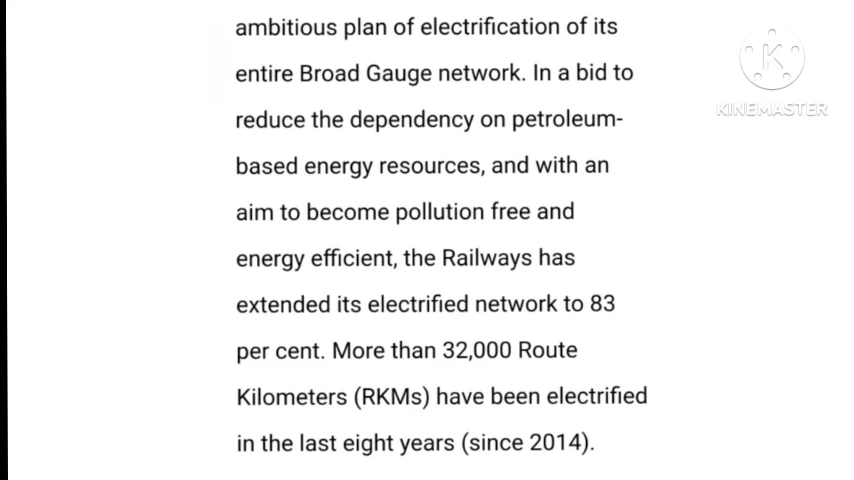 ambitious plan of electrification of its
entire Broad Gauge network. In a bid to
reduce the dependency on petroleum-
based energy resources, and with an
aim to become pollution free and
energy efficient, the Railways has
extended its electrified network to 83
per cent. More than 32,000 Route
Kilometers (RKMs) have been electrified
in the last eight years (since 2014).
K
KINEMASTER